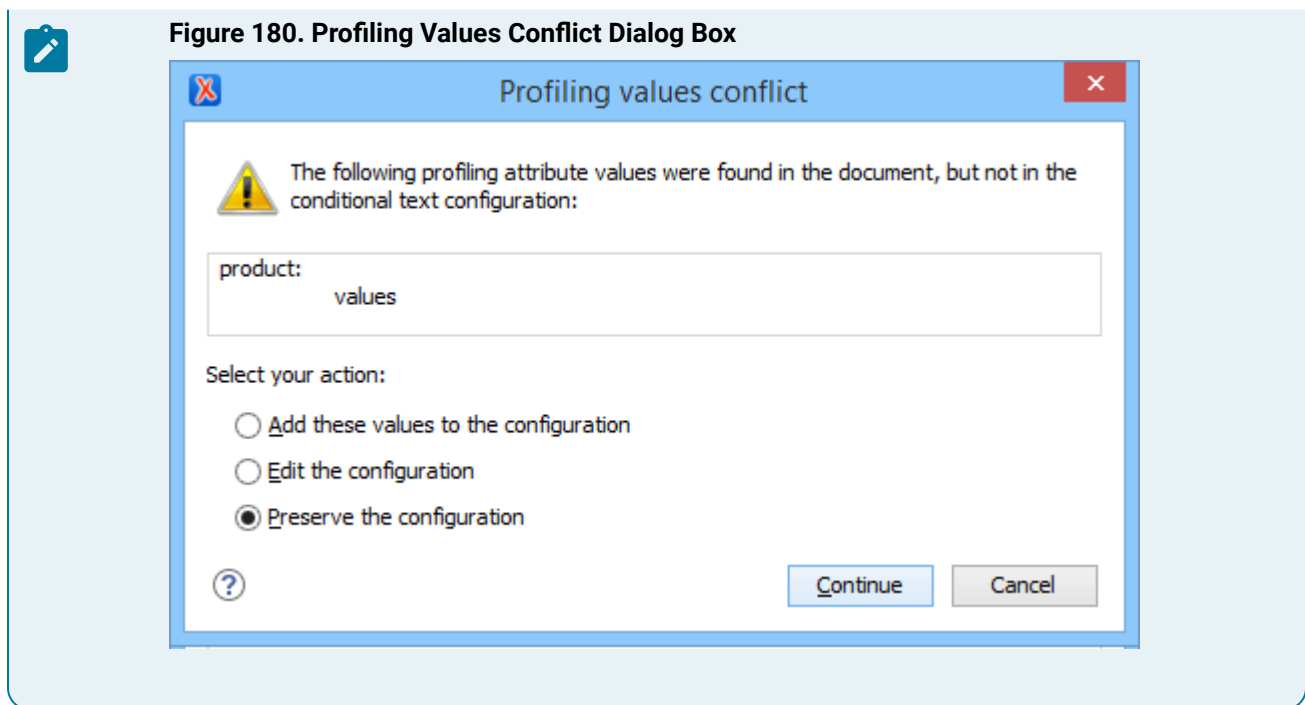 Figure 180. Profiling Values Conflict Dialog Box
Profiling values conflict
The following profiling attribute values were found in the document, but not in the
conditional text configuration:
product:
values
Select your action:
Add these values to the configuration
Edit the configuration
Preserve the configuration
Continue Cancel